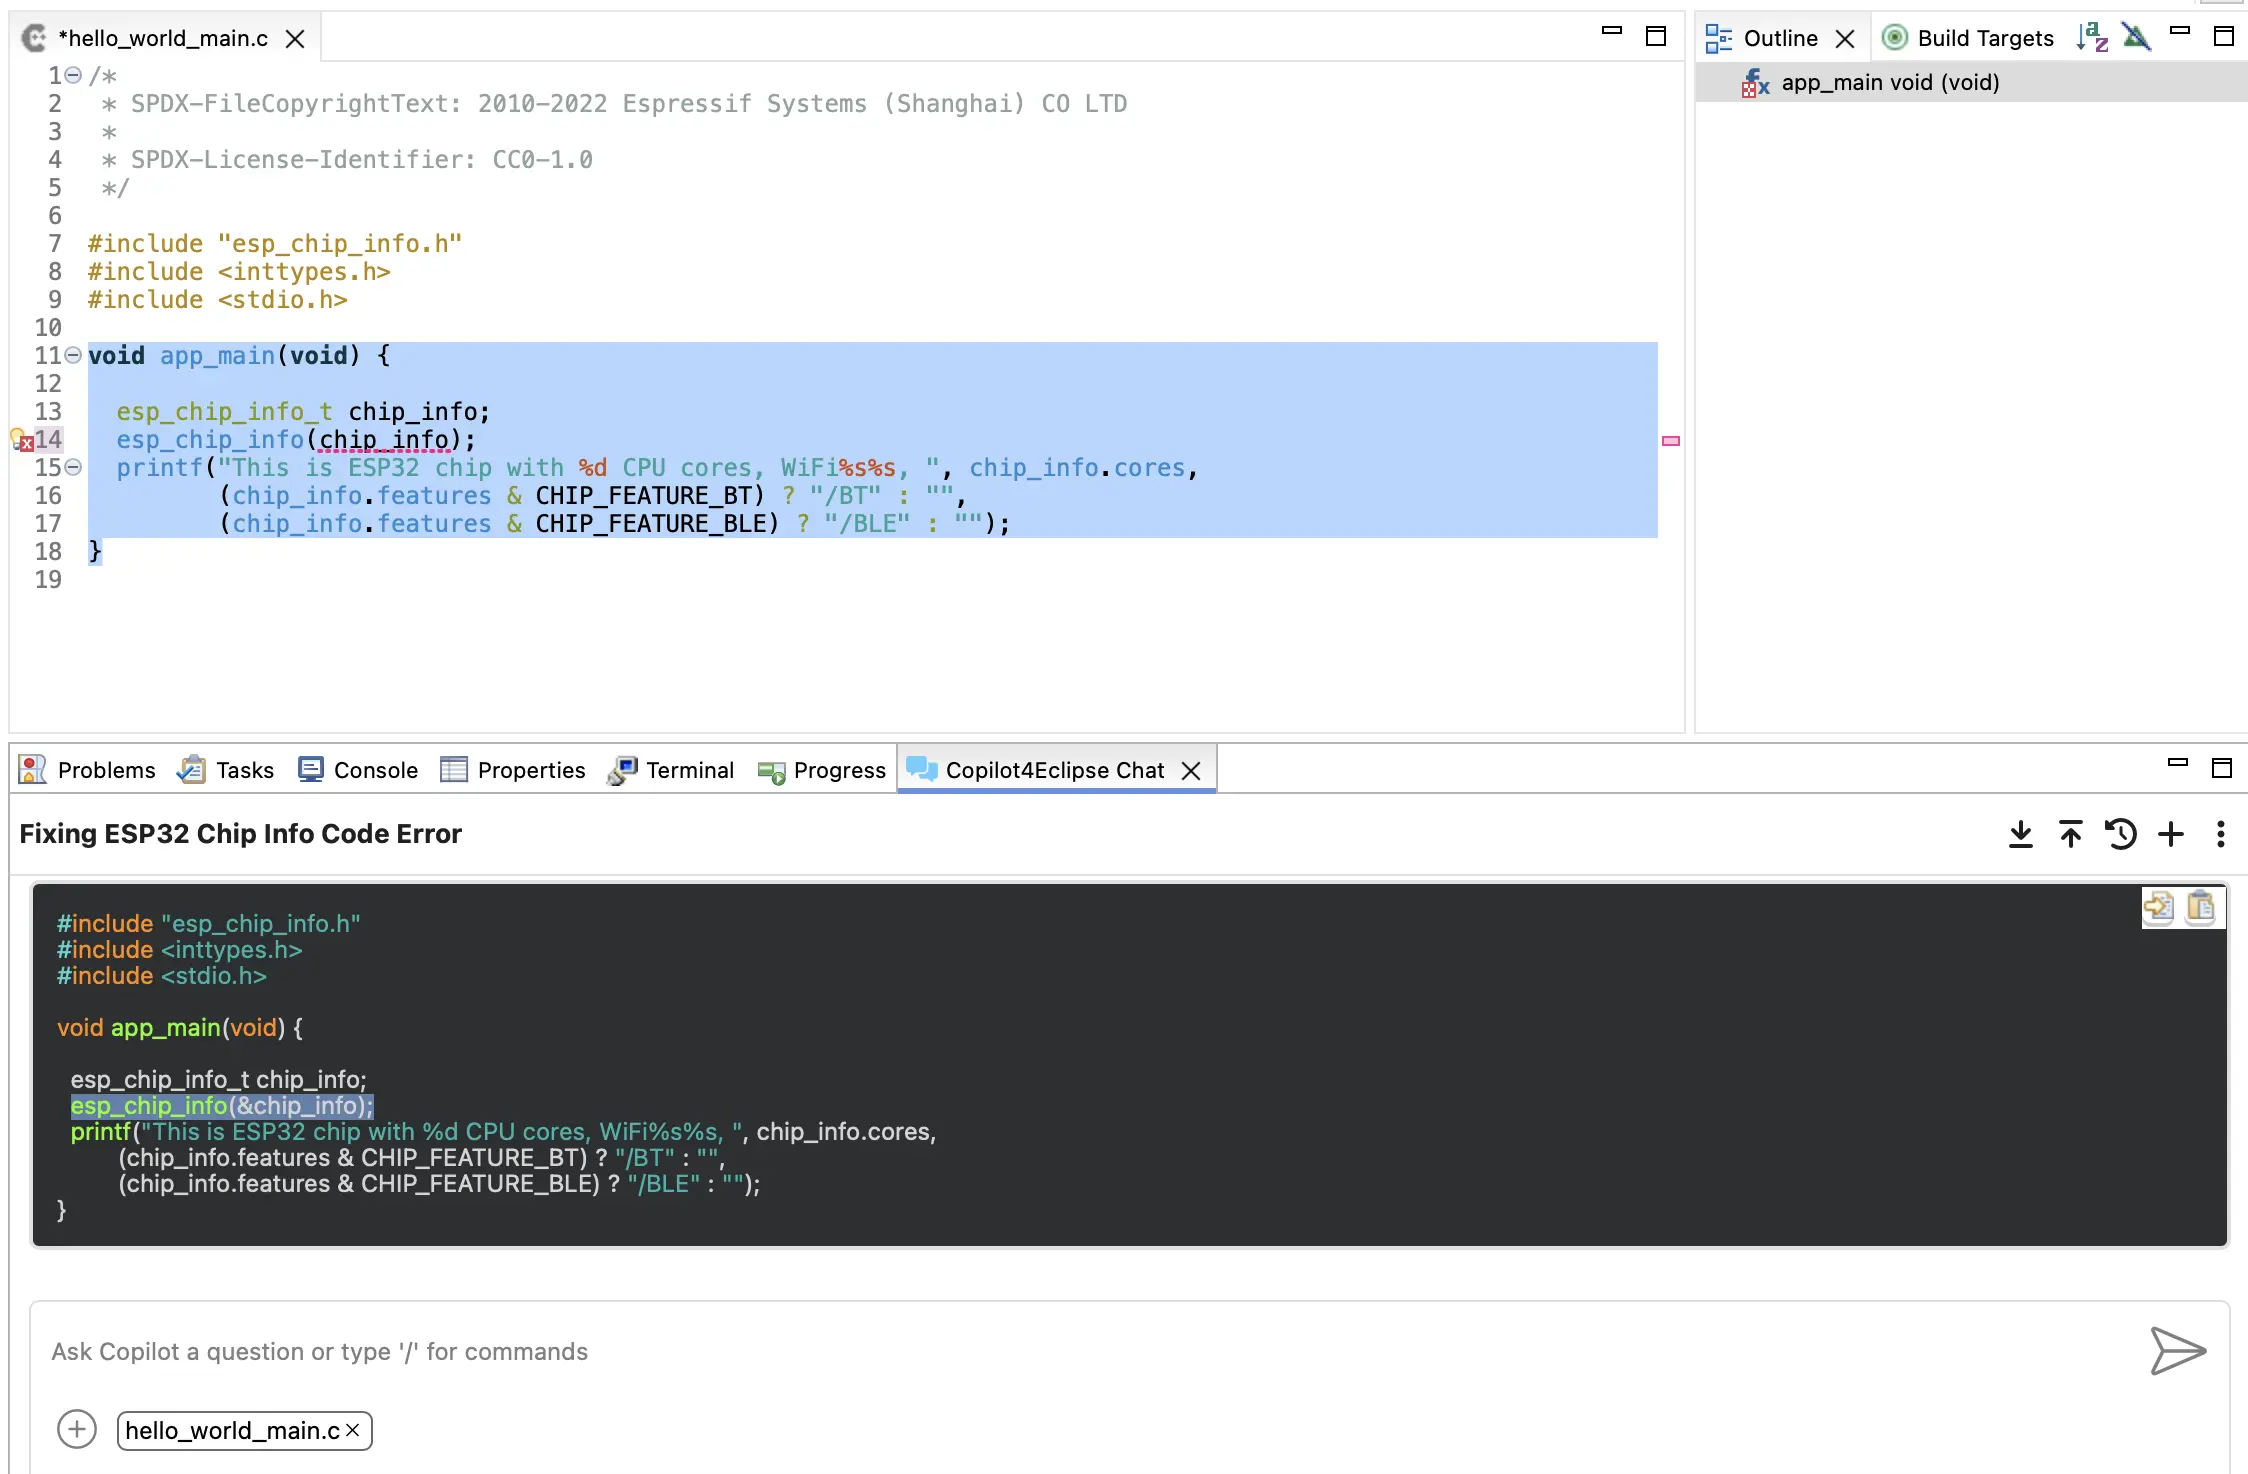 *hello_world_main.c
Outline
Build Targets
app_main void (void)
1 /*
2  * SPDX-FileCopyrightText: 2010-2022 Espressif Systems (Shanghai) CO LTD
3  *
4  * SPDX-License-Identifier: CC0-1.0
5  */
6
7 #include "esp_chip_info.h"
8 #include <inttypes.h>
9 #include <stdio.h>
10
11 void app_main(void) {
12
13   esp_chip_info_t chip_info;
14   esp_chip_info(chip_info);
15   printf("This is ESP32 chip with %d CPU cores, WiFi%s%s, ", chip_info.cores,
16          (chip_info.features & CHIP_FEATURE_BT) ? "/BT" : "",
17          (chip_info.features & CHIP_FEATURE_BLE) ? "/BLE" : "");
18 }
19
Problems Tasks Console Properties Terminal Progress Copilot4Eclipse Chat
Fixing ESP32 Chip Info Code Error
#include "esp_chip_info.h"
#include <inttypes.h>
#include <stdio.h>
void app_main(void) {
esp_chip_info_t chip_info;
esp_chip_info(&chip_info);
printf("This is ESP32 chip with %d CPU cores, WiFi%s%s, ", chip_info.cores,
(chip_info.features & CHIP_FEATURE_BT) ? "/BT" : "",
(chip_info.features & CHIP_FEATURE_BLE) ? "/BLE" : "");
}
Ask Copilot a question or type '/' for commands
hello_world_main.c